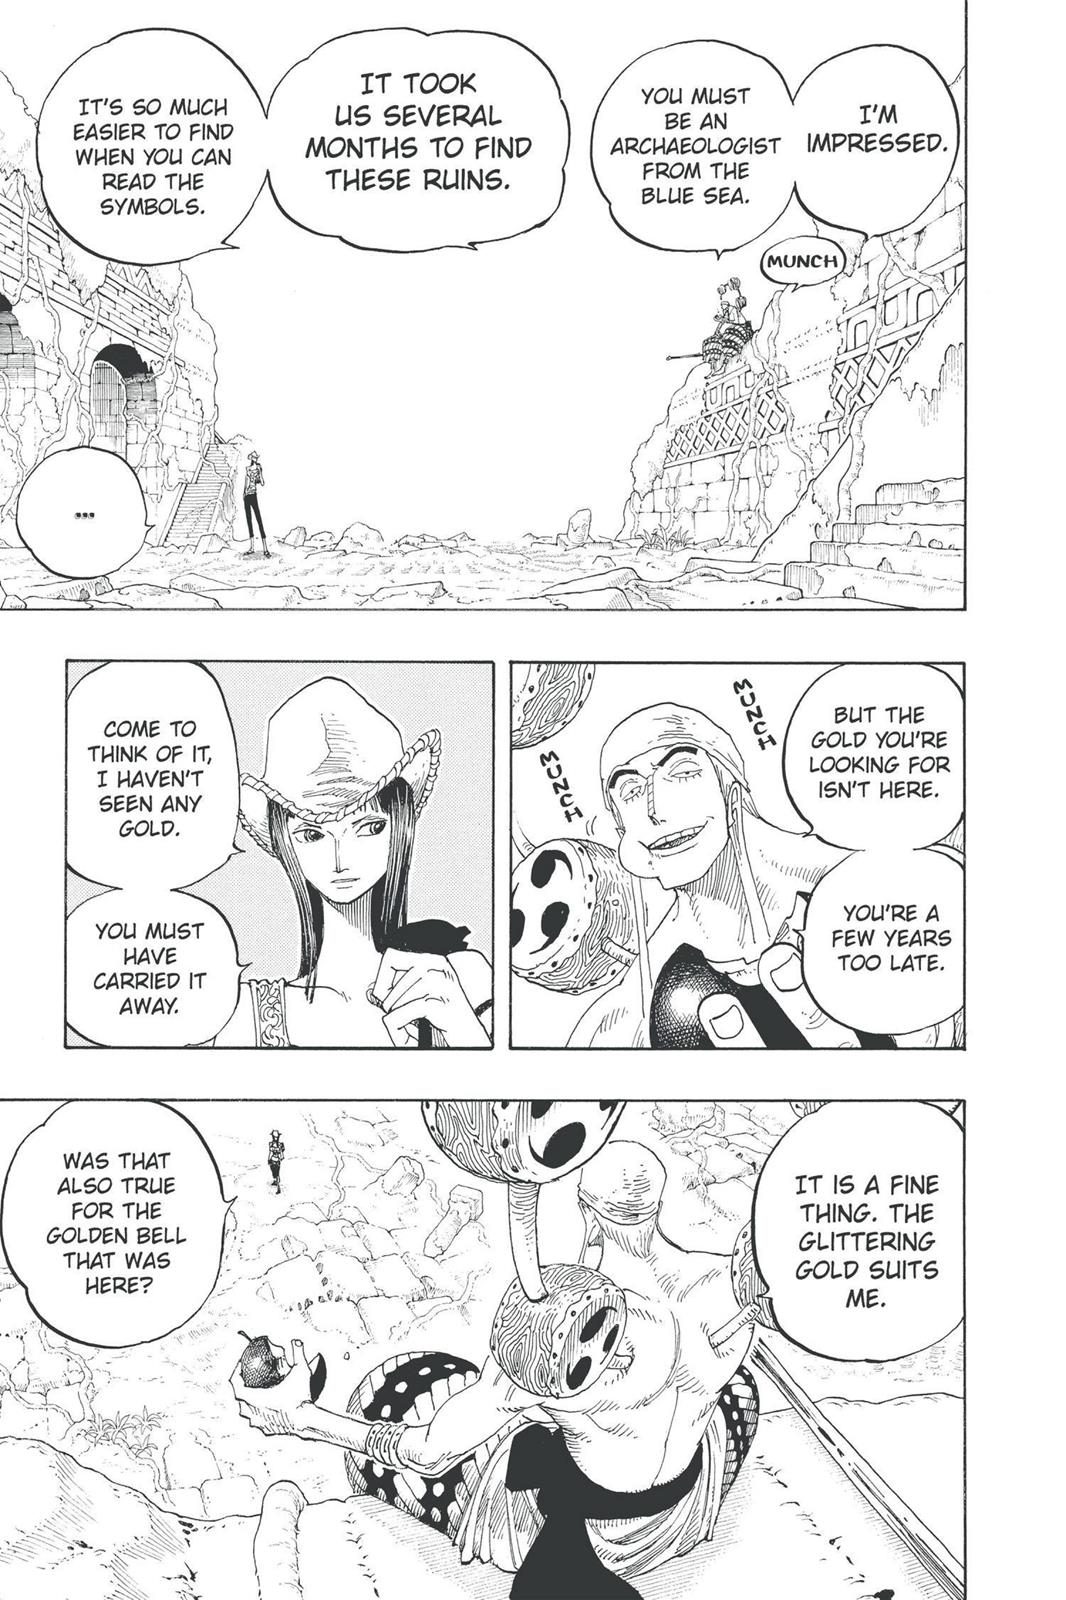 I'M
IMPRESSED.
YOU MUST
BE AN
ARCHAEOLOGIST
FROM THE
BLUE SEA.
MUNCH
IT TOOK
US SEVERAL
MONTHS TO FIND
THESE RUINS.
IT'S SO MUCH
EASIER TO FIND
WHEN YOU CAN
READ THE
SYMBOLS.
...
BUT THE
GOLD YOU'RE
LOOKING FOR
ISN'T HERE.
MUNCH
MUNCH
YOU'RE A
FEW YEARS
TOO LATE.
COME TO
THINK OF IT,
I HAVEN'T
SEEN ANY
GOLD.
YOU MUST
HAVE
CARRIED IT
AWAY.
IT IS A FINE
THING. THE
GLITTERING
GOLD SUITS
ME.
WAS THAT
ALSO TRUE
FOR THE
GOLDEN BELL
THAT WAS
HERE?